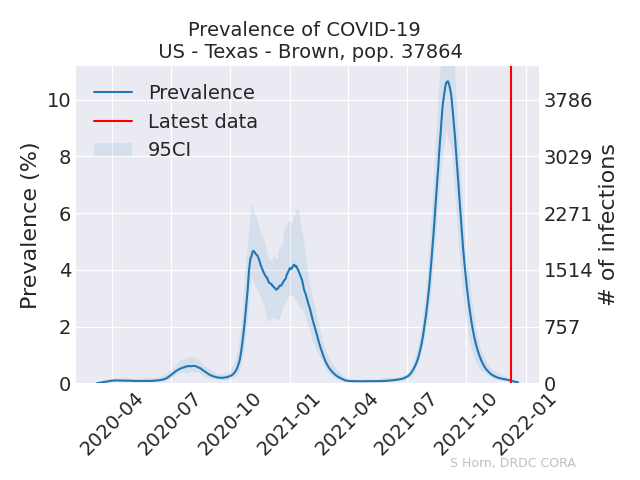 Prevalence of COVID-19
US - Texas - Brown, pop. 37864
Prevalence
Latest data
95CI
Prevalence (%)
10
8
6
4
2
0
3786
3029
2271
1514
757
0
# of infections
2020-04
2020-07
2020-10
2021-01
2021-04
2021-07
2021-10
2022-01
S Horn, DRDC CORA